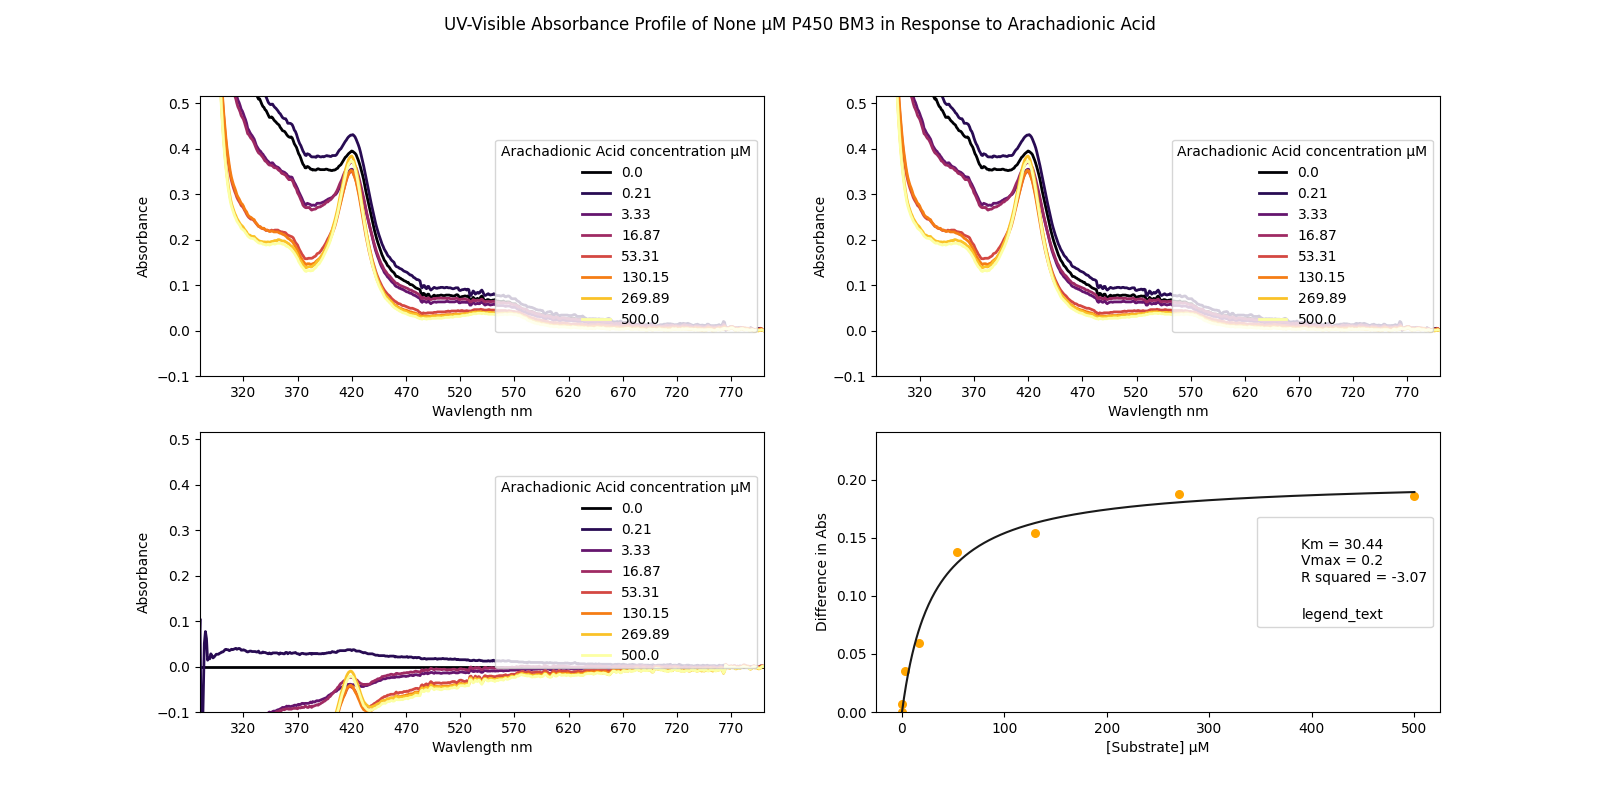 UV-Visible Absorbance Profile of None µM P450 BM3 in Response to Arachadionic Acid
0.5
0.4
0.3
0.2
0.1
0.0
−0.1
Absorbance
Arachadionic Acid concentration µM
0.0
0.21
3.33
16.87
53.31
130.15
269.89
500.0
320 370 420 470 520 570 620 670 720 770
Wavlength nm
0.5
0.4
0.3
0.2
0.1
0.0
−0.1
Absorbance
Arachadionic Acid concentration µM
0.0
0.21
3.33
16.87
53.31
130.15
269.89
500.0
320 370 420 470 520 570 620 670 720 770
Wavlength nm
0.5
0.4
0.3
0.2
0.1
0.0
−0.1
Absorbance
Arachadionic Acid concentration µM
0.0
0.21
3.33
16.87
53.31
130.15
269.89
500.0
320 370 420 470 520 570 620 670 720 770
Wavlength nm
0.20
0.15
0.10
0.05
0.00
Difference in Abs
Km = 30.44
Vmax = 0.2
R squared = -3.07
legend_text
0 100 200 300 400 500
[Substrate] µM